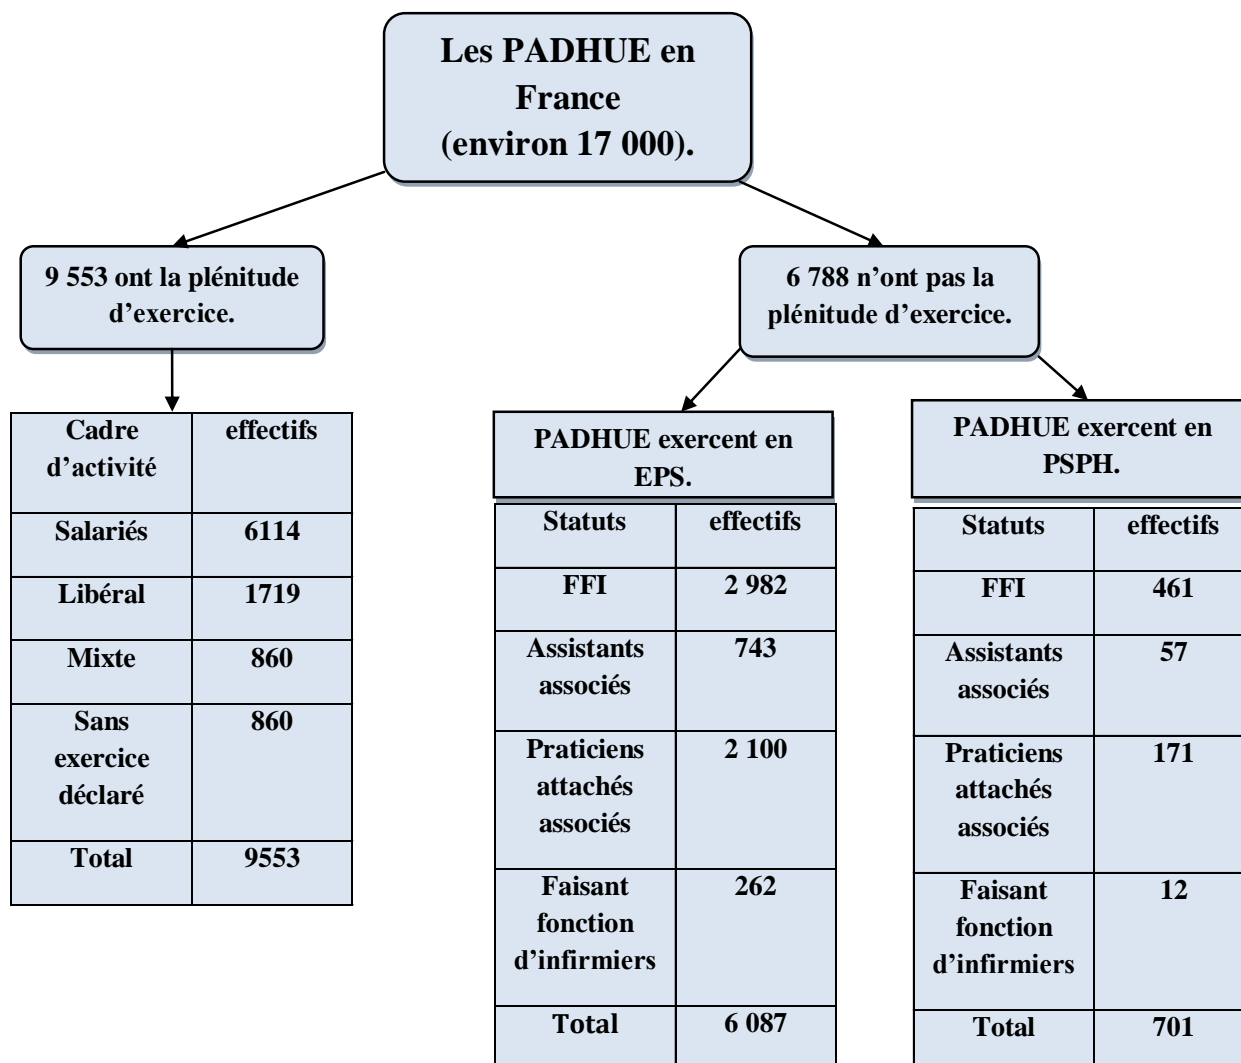 Les PADHUE en
France
(environ 17 000).
9 553 ont la plénitude
d’exercice.
6 788 n’ont pas la
plénitude d’exercice.
Cadre
d’activité
effectifs
Salariés
6114
Libéral
1719
Mixte
860
Sans
exercice
déclaré
860
Total
9553
PADHUE exercent en
EPS.
Statuts
effectifs
FFI
2 982
Assistants
associés
743
Praticiens
attachés
associés
2 100
Faisant
fonction
d’infirmiers
262
Total
6 087
PADHUE exercent en
PSPH.
Statuts
effectifs
FFI
461
Assistants
associés
57
Praticiens
attachés
associés
171
Faisant
fonction
d’infirmiers
12
Total
701